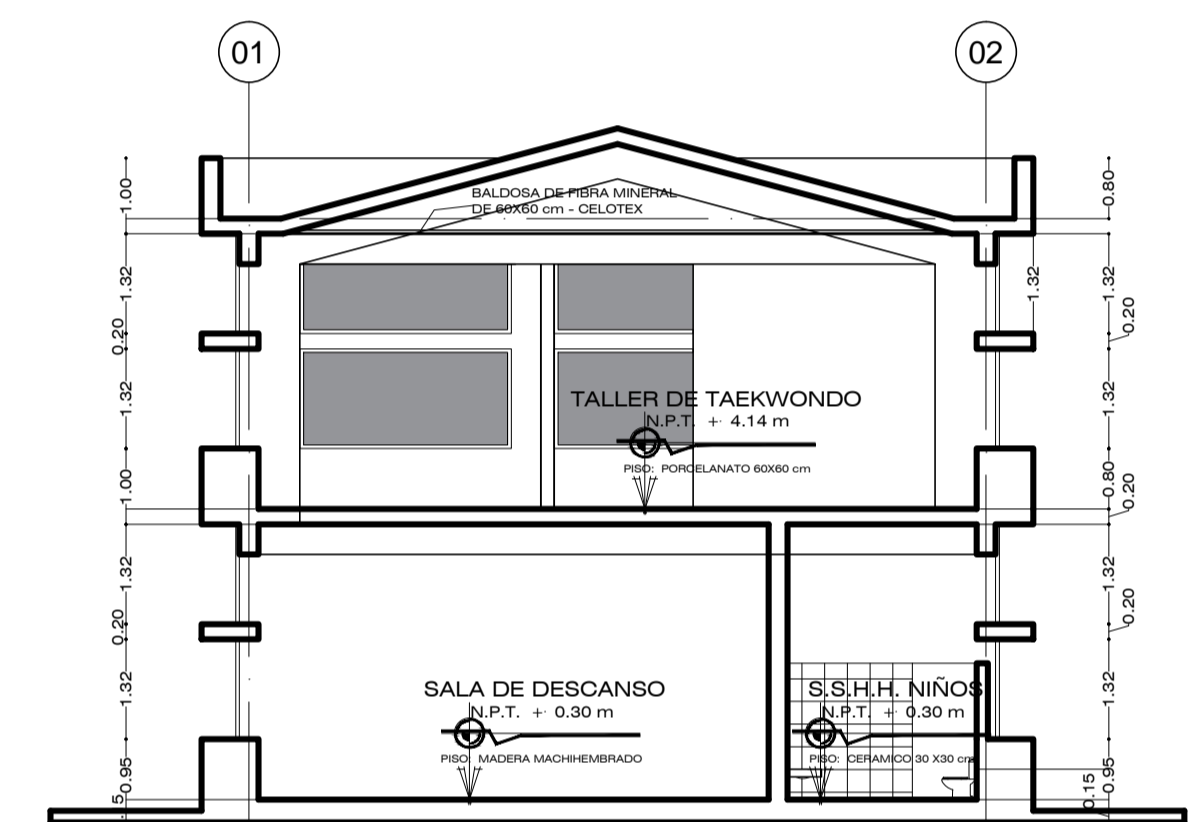 01
02
BALDOSA DE FIBRA MINERAL
DE 60X60 cm - CELOTEX
1.00
0.80
1.32
1.32
1.32
0.20
0.20
1.32
1.32
TALLER DE TAEKWONDO
N.P.T. + 4.14 m
PISO: PORCELANATO 60X60 cm
1.00
0.80
0.20
1.32
1.32
0.20
0.20
1.32
1.32
SALA DE DESCANSO
N.P.T. + 0.30 m
PISO: MADERA MACHIHEMBRADO
S.S.H.H. NIÑOS
N.P.T. + 0.30 m
PISO: CERAMICO 30 X30 cm
0.95
0.95
0.15